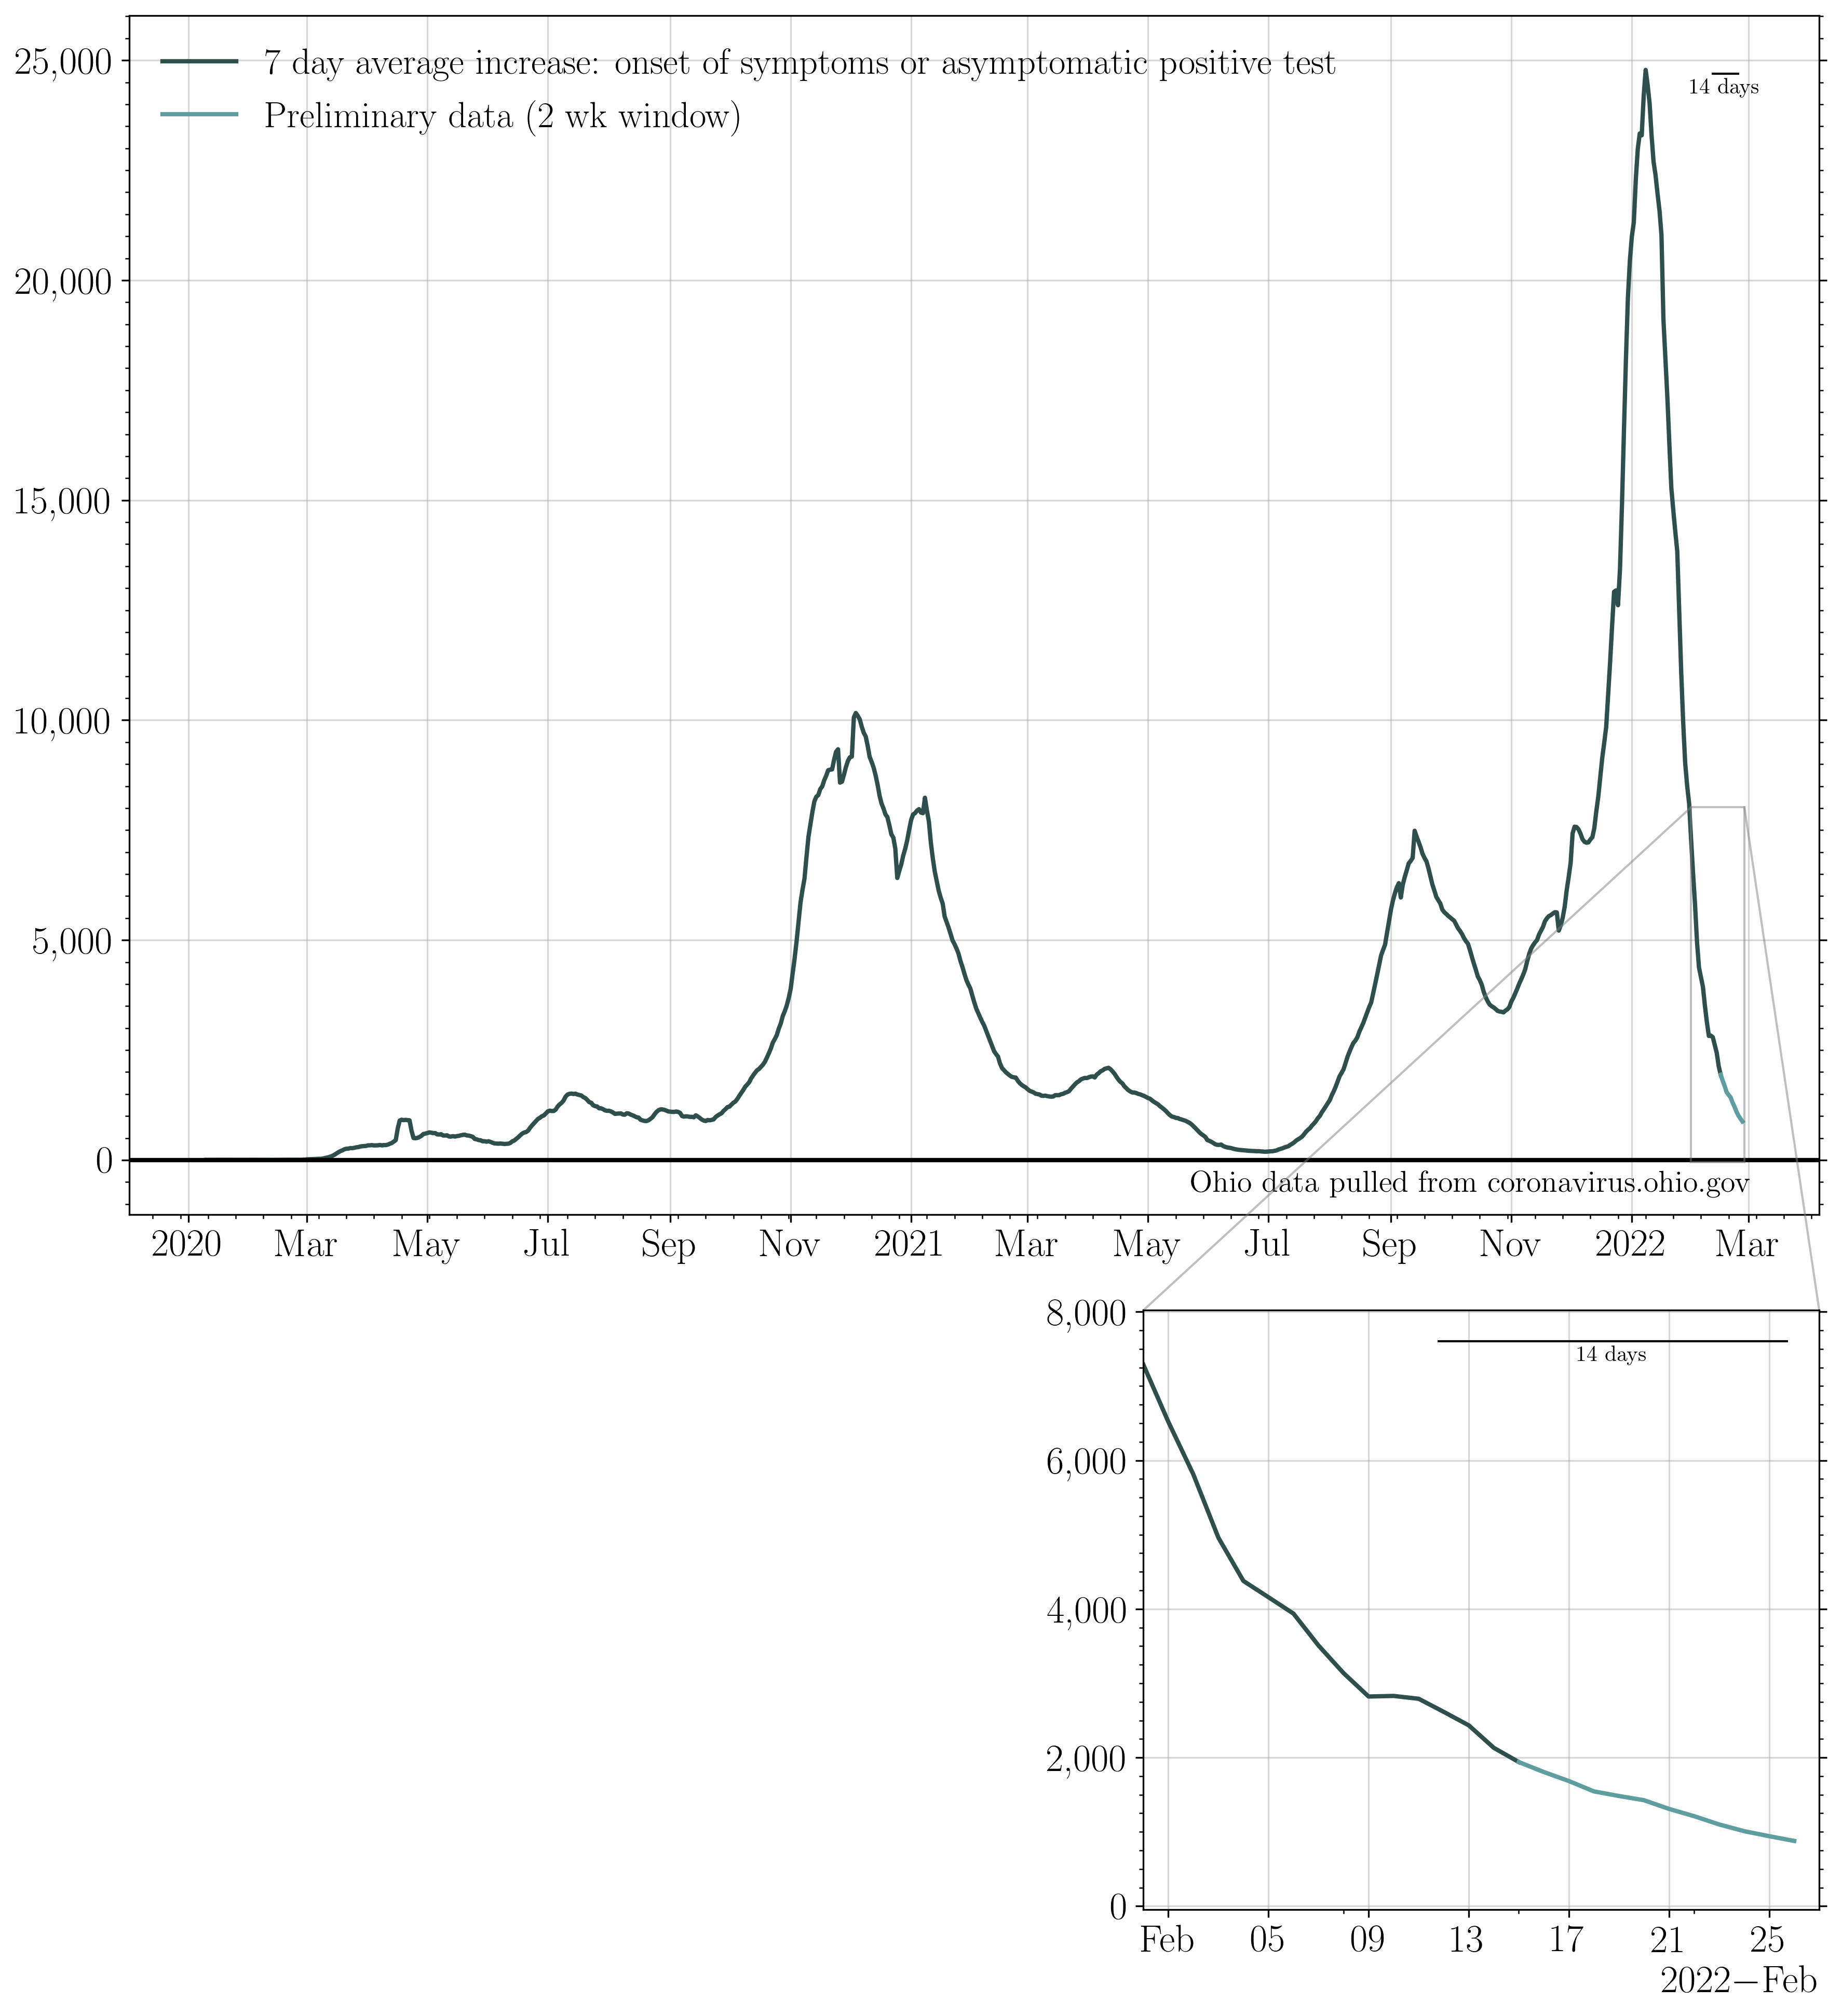 25,000
20,000
15,000
10,000
5,000
0
7 day average increase: onset of symptoms or asymptomatic positive test
Preliminary data (2 wk window)
14 days
Ohio data pulled from coronavirus.ohio.gov
2020 Mar May Jul Sep Nov 2021 Mar May Jul Sep Nov 2022 Mar
8,000
6,000
4,000
2,000
0
14 days
Feb 05 09 13 17 21 25
2022−Feb